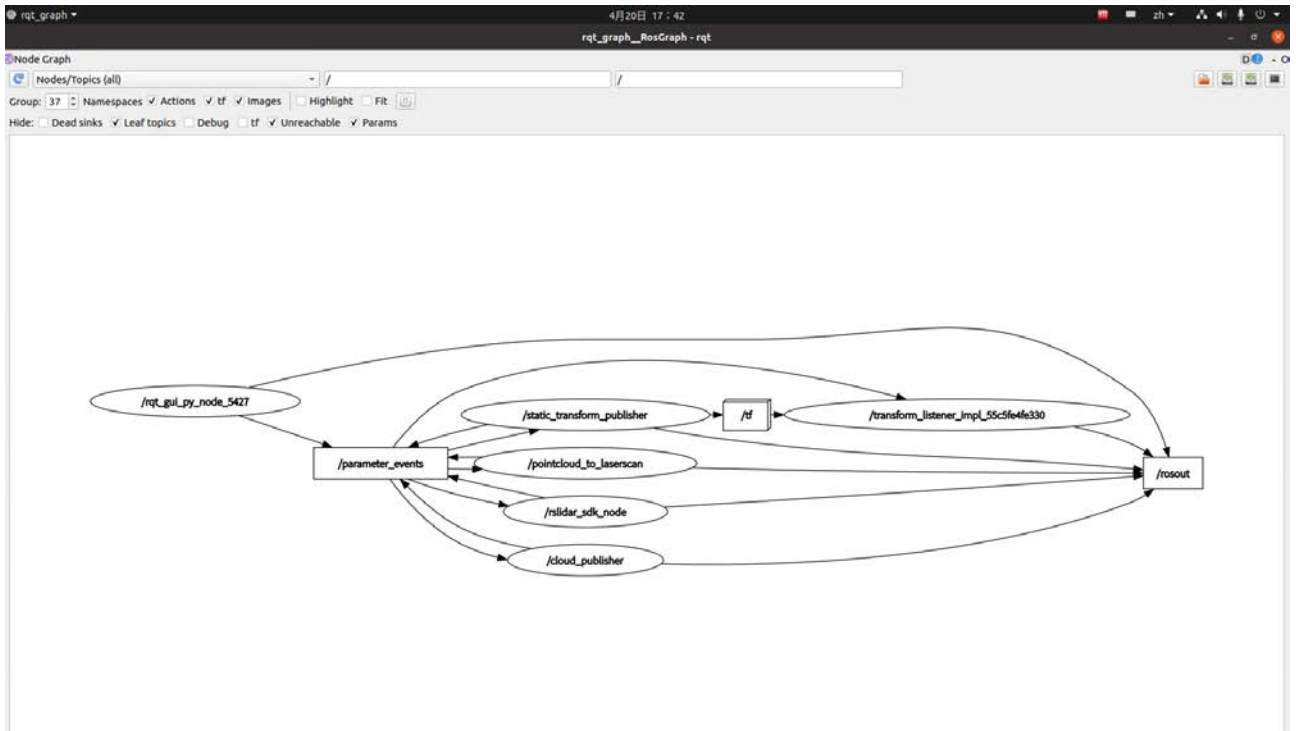 rqt_graph
4月20日 17：42
zh
rqt_graph__RosGraph - rqt
Node Graph
Nodes/Topics (all)
/
/
Group: 37 Namespaces Actions tf Images Highlight Fit
Hide: Dead sinks Leaf topics Debug tf Unreachable Params
/rqt_gui_py_node_5427
/static_transform_publisher
/tf
/transform_listener_impl_55c5fe4fe330
/parameter_events
/pointcloud_to_laserscan
/rosout
/rslidar_sdk_node
/cloud_publisher